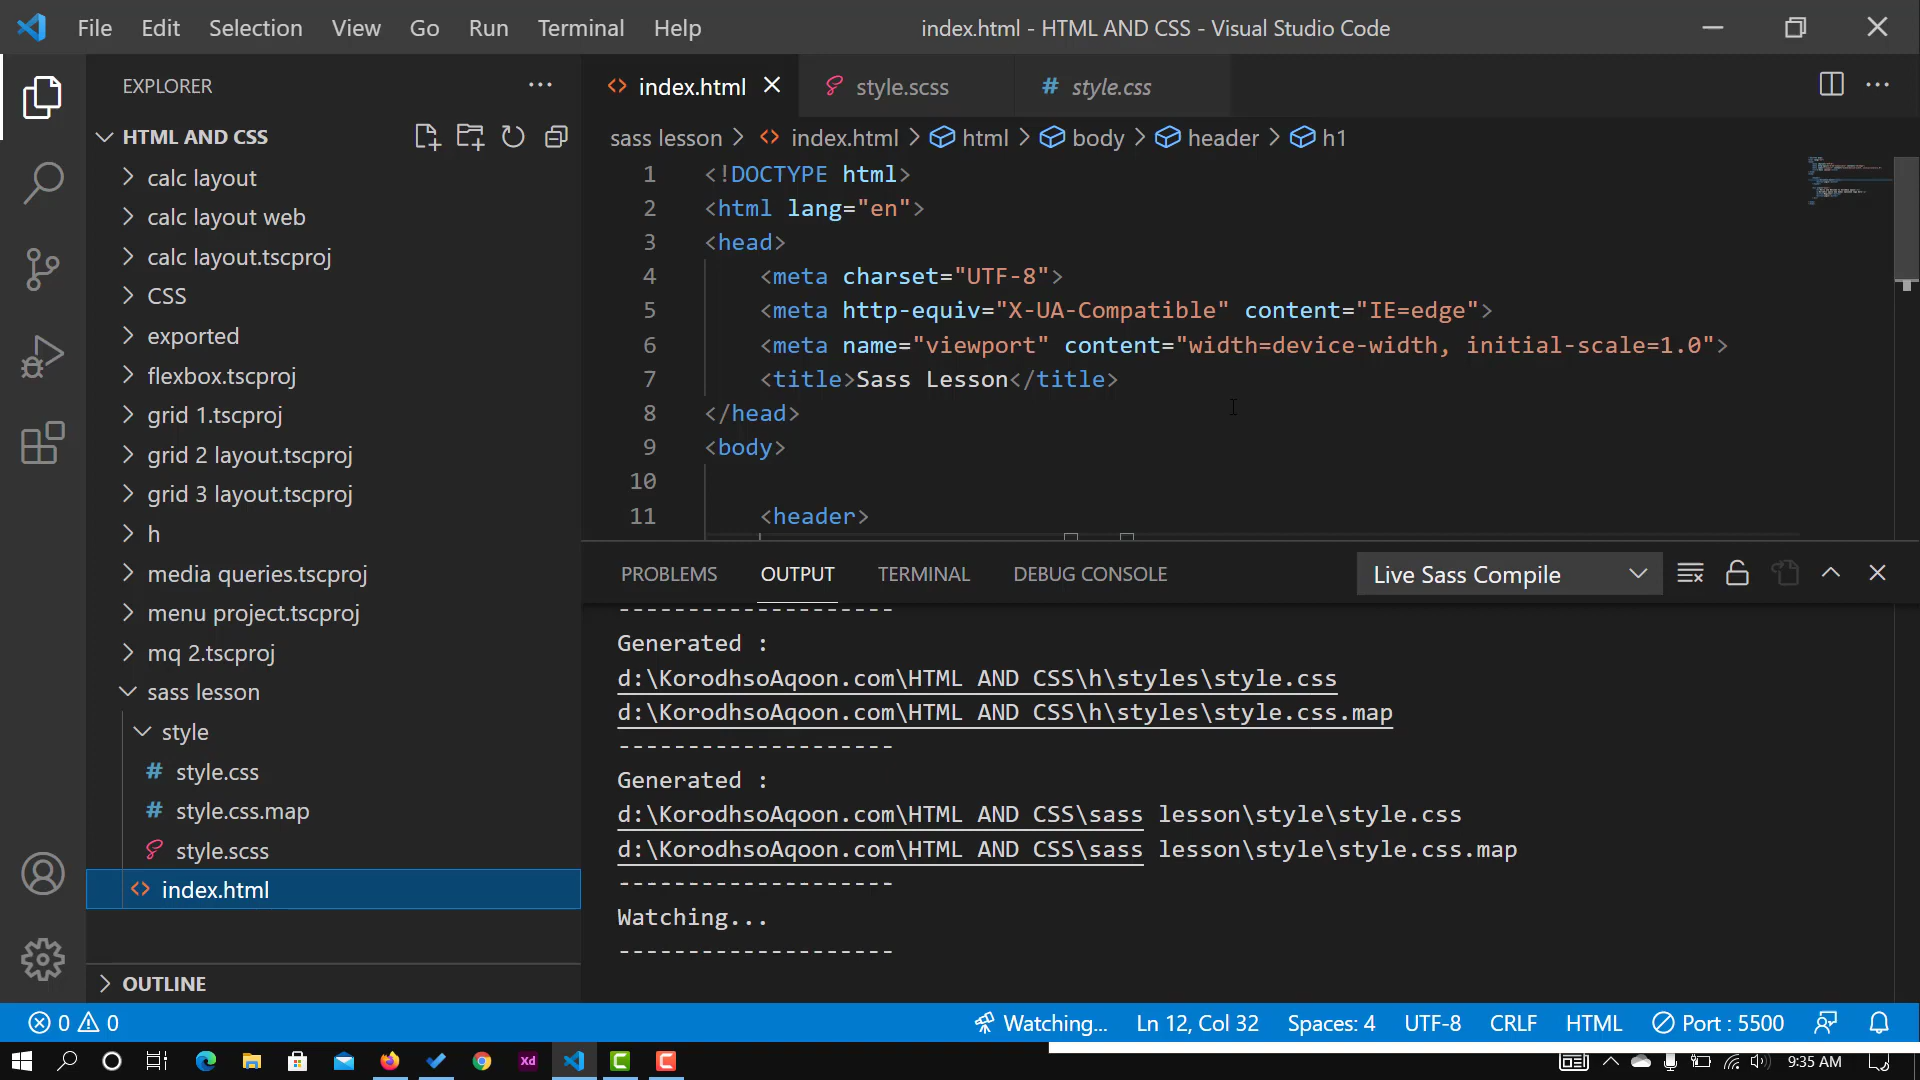 File Edit Selection View Go Run Terminal Help
index.html - HTML AND CSS - Visual Studio Code
EXPLORER
HTML AND CSS
calc layout
calc layout web
calc layout.tscproj
CSS
exported
flexbox.tscproj
grid 1.tscproj
grid 2 layout.tscproj
grid 3 layout.tscproj
h
media queries.tscproj
menu project.tscproj
mq 2.tscproj
sass lesson
style
# style.css
# style.css.map
style.scss
<> index.html
OUTLINE
<> index.html style.scss # style.css
sass lesson > <> index.html > html > body > header > h1
1 <!DOCTYPE html>
2 <html lang="en">
3 <head>
4 <meta charset="UTF-8">
5 <meta http-equiv="X-UA-Compatible" content="IE=edge">
6 <meta name="viewport" content="width=device-width, initial-scale=1.0">
7 <title>Sass Lesson</title>
8 </head>
9 <body>
10
11 <header>
PROBLEMS OUTPUT TERMINAL DEBUG CONSOLE
Live Sass Compile
--------------------
Generated :
d:\KorodhsoAqoon.com\HTML AND CSS\h\styles\style.css
d:\KorodhsoAqoon.com\HTML AND CSS\h\styles\style.css.map
--------------------
Generated :
d:\KorodhsoAqoon.com\HTML AND CSS\sass lesson\style\style.css
d:\KorodhsoAqoon.com\HTML AND CSS\sass lesson\style\style.css.map
--------------------
Watching...
--------------------
0 0 Watching... Ln 12, Col 32 Spaces: 4 UTF-8 CRLF HTML Port : 5500
Xd
9:35 AM